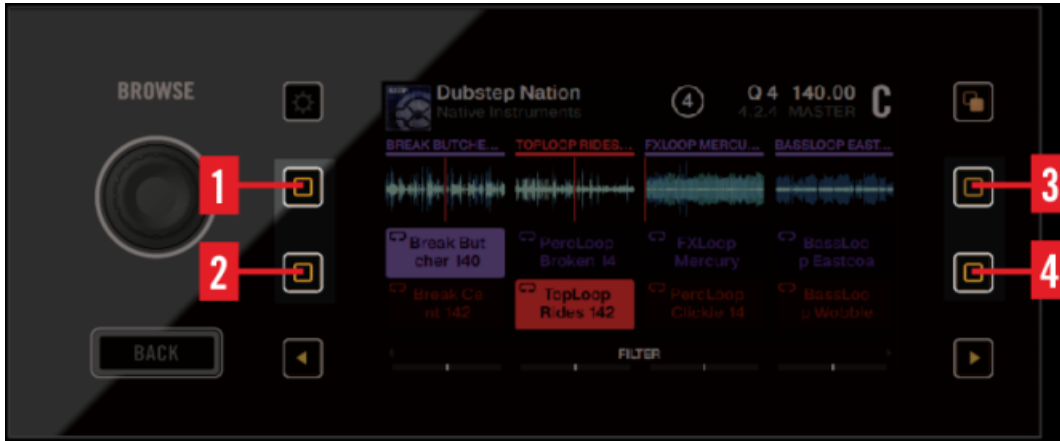 BROWSE
Dubstep Nation
Native Instruments
4
Q 4 140.00
4.2.4 MASTER
C
BREAK BUTCHE...
TOPLOOP RIDES...
FXLOOP MERCU...
BASSLOOP EAST...
1
3
Break But
cher 140
PercLoop
Broken 14
FXLoop
Mercury
BassLoo
p Eastcoa
2
4
Break Ca
nt 142
TopLoop
Rides 142
PercLoop
Clickie 14
BassLoo
p Wobble
BACK
FILTER